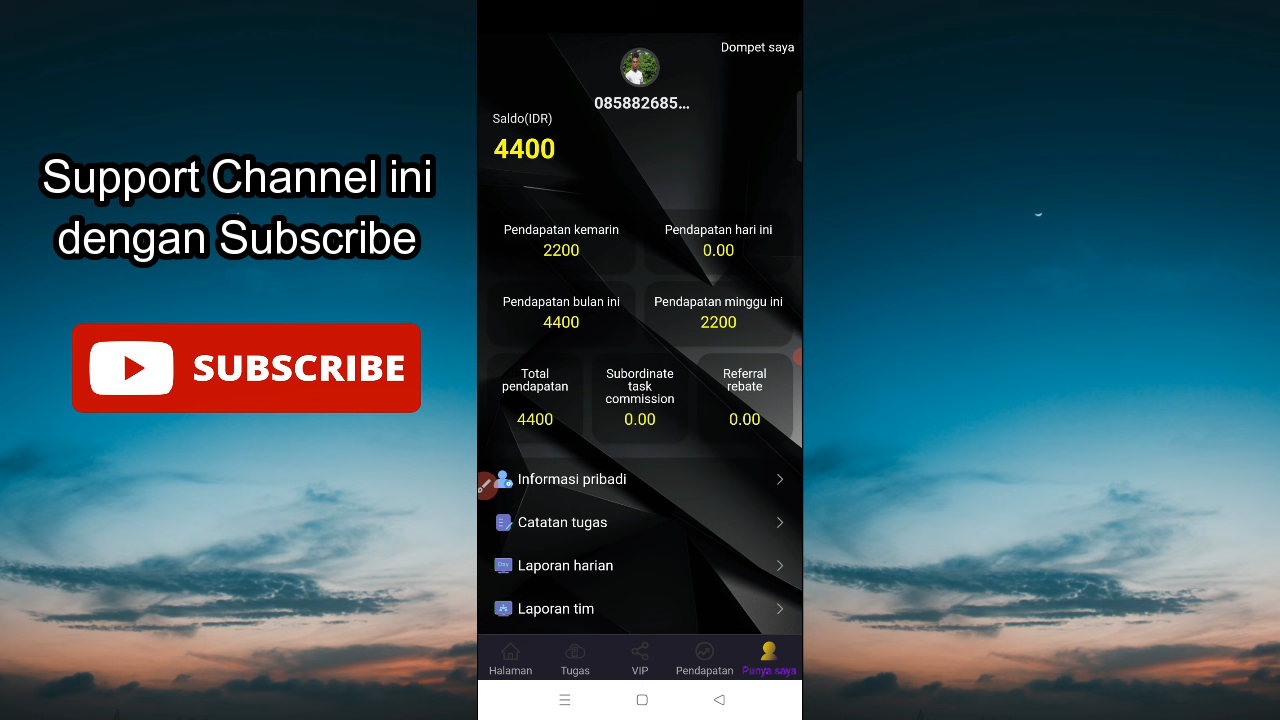 Support Channel ini
dengan Subscribe
SUBSCRIBE
Dompet saya
085882685...
Saldo(IDR)
4400
Pendapatan kemarin
2200
Pendapatan hari ini
0.00
Pendapatan bulan ini
4400
Pendapatan minggu ini
2200
Total
pendapatan
4400
Subordinate
task
commission
0.00
Referral
rebate
0.00
Informasi pribadi
Catatan tugas
Day
Laporan harian
Laporan tim
Halaman
Tugas
VIP
Pendapatan
Punya saya